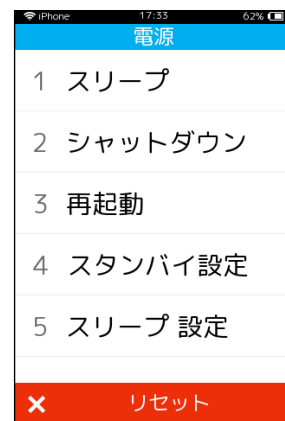 iPhone 17:33 62%
電源
1 スリープ
2 シャットダウン
3 再起動
4 スタンバイ設定
5 スリープ 設定
× リセット